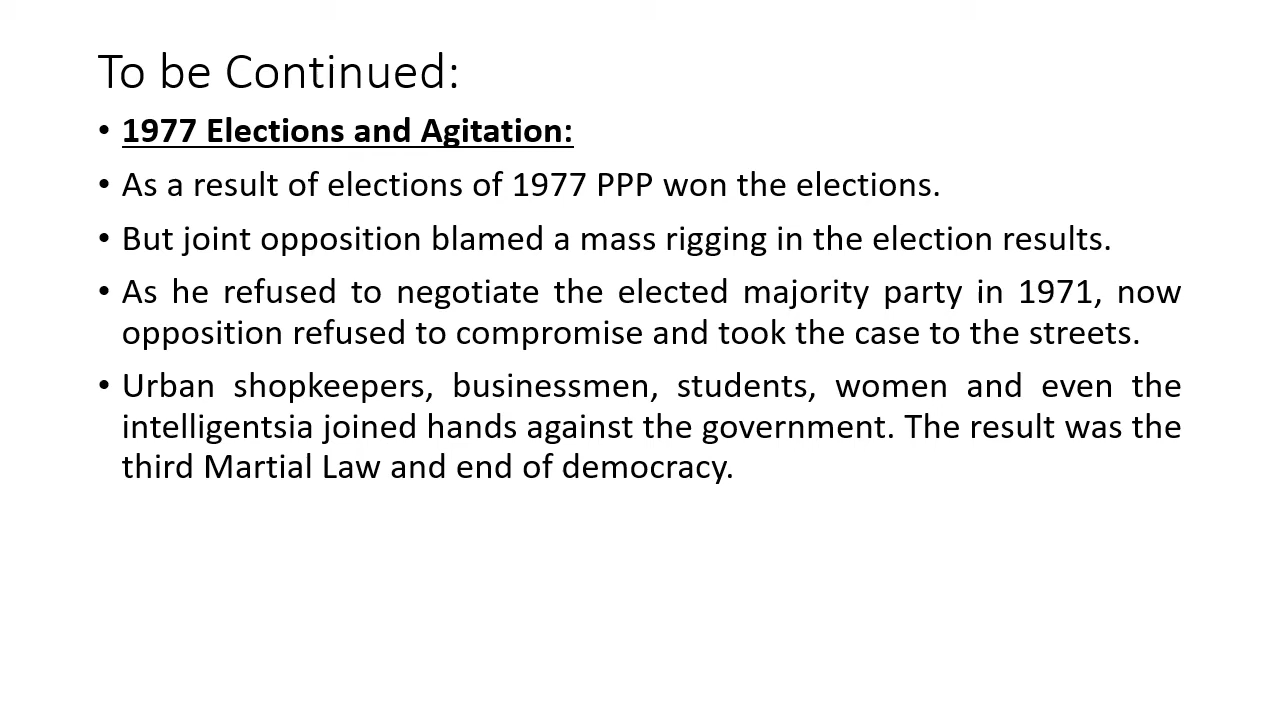 To be Continued:
• 1977 Elections and Agitation:
• As a result of elections of 1977 PPP won the elections.
• But joint opposition blamed a mass rigging in the election results.
• As he refused to negotiate the elected majority party in 1971, now
opposition refused to compromise and took the case to the streets.
• Urban shopkeepers, businessmen, students, women and even the
intelligentsia joined hands against the government. The result was the
third Martial Law and end of democracy.